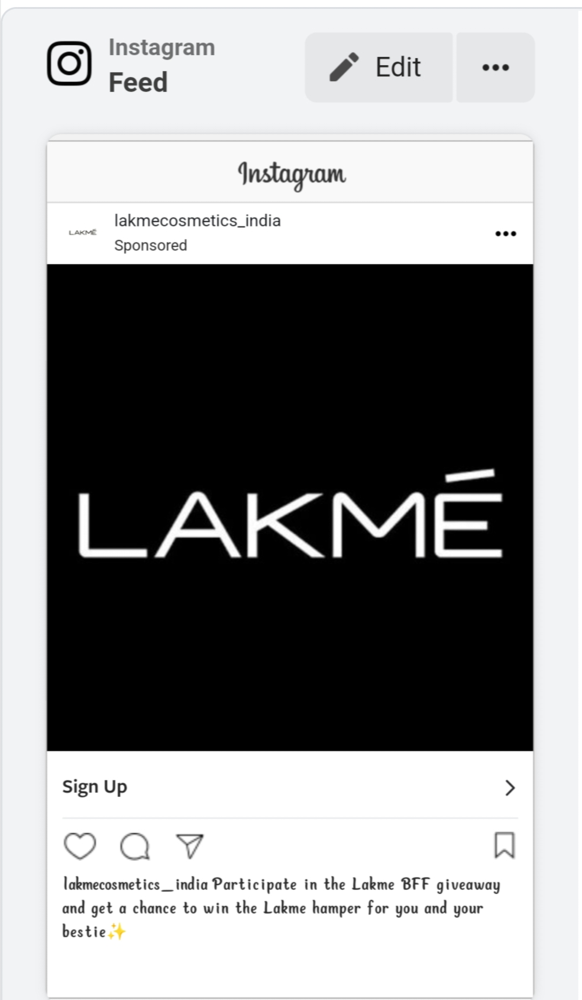 Instagram
Feed
Edit
Instagram
LAKMÉ
lakmecosmetics_india
Sponsored
LAKMÉ
Sign Up
lakmecosmetics_india Participate in the Lakme BFF giveaway
and get a chance to win the Lakme hamper for you and your
bestie✨